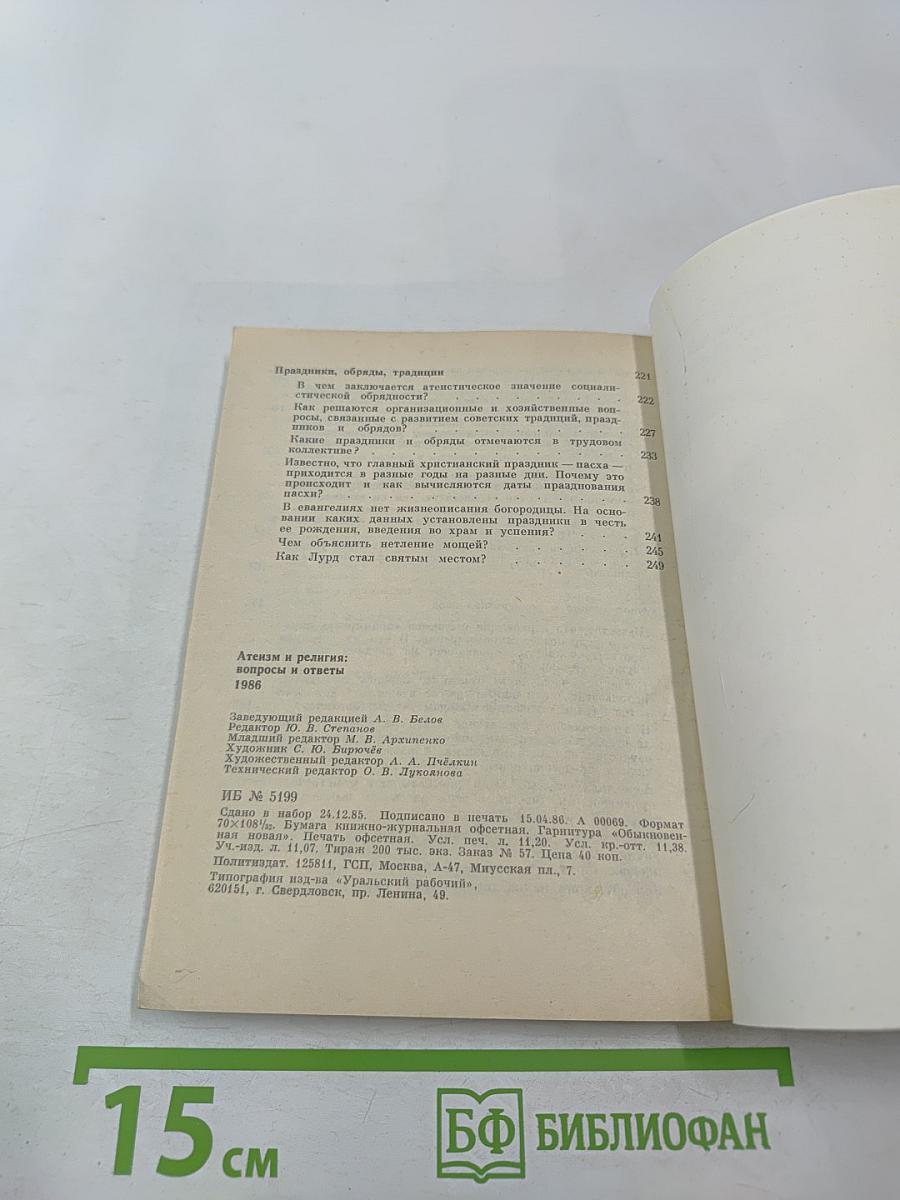 Праздники, обряды, традиции 221
В чем заключается атеистическое значение социали-
стической обрядности? . . . . . . . . . 222
Как решаются организационные и хозяйственные воп-
росы, связанные с развитием советских традиций, празд-
ников и обрядов? . . . . . . . . . . . 227
Какие праздники и обряды отмечаются в трудовом
коллективе? . . . . . . . . . . . . . 233
Известно, что главный христианский праздник — пасха —
приходится в разные годы на разные дни. Почему это
происходит и как вычисляются даты празднования
пасхи? . . . . . . . . . . . . . . 238
В евангелиях нет жизнеописания богородицы. На осно-
вании каких данных установлены праздники в честь
ее рождения, введения во храм и успения? . . . 241
Чем объяснить нетление мощей? . . . . . . 245
Как Лурд стал святым местом? . . . . . . 249
Атеизм и религия:
вопросы и ответы
1986
Заведующий редакцией А. В. Белов
Редактор Ю. В. Степанов
Младший редактор М. В. Архипенко
Художник С. Ю. Бирючёв
Художественный редактор А. А. Пчёлкин
Технический редактор О. В. Лукоянова
ИБ № 5199
Сдано в набор 24.12.85. Подписано в печать 15.04.86. А 00069. Формат
70×108¹/₃₂. Бумага книжно-журнальная офсетная. Гарнитура «Обыкновен-
ная новая». Печать офсетная. Усл. печ. л. 11,20. Усл. кр.-отт. 11,38.
Уч.-изд. л. 11,07. Тираж 200 тыс. экз. Заказ № 57. Цена 40 коп.
Политиздат. 125811, ГСП, Москва, А-47, Миусская пл., 7.
Типография изд-ва «Уральский рабочий»,
620151, г. Свердловск, пр. Ленина, 49.
15 см
БФ БИБЛИОФАН